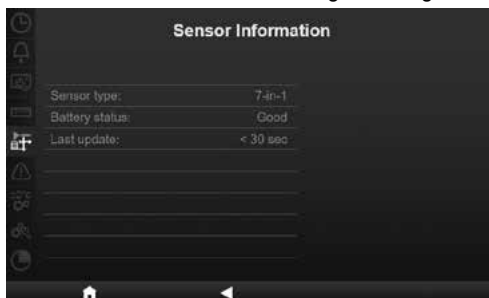 Sensor Information
Sensor type: 7-in-1
Battery status: Good
Last update: < 30 sec